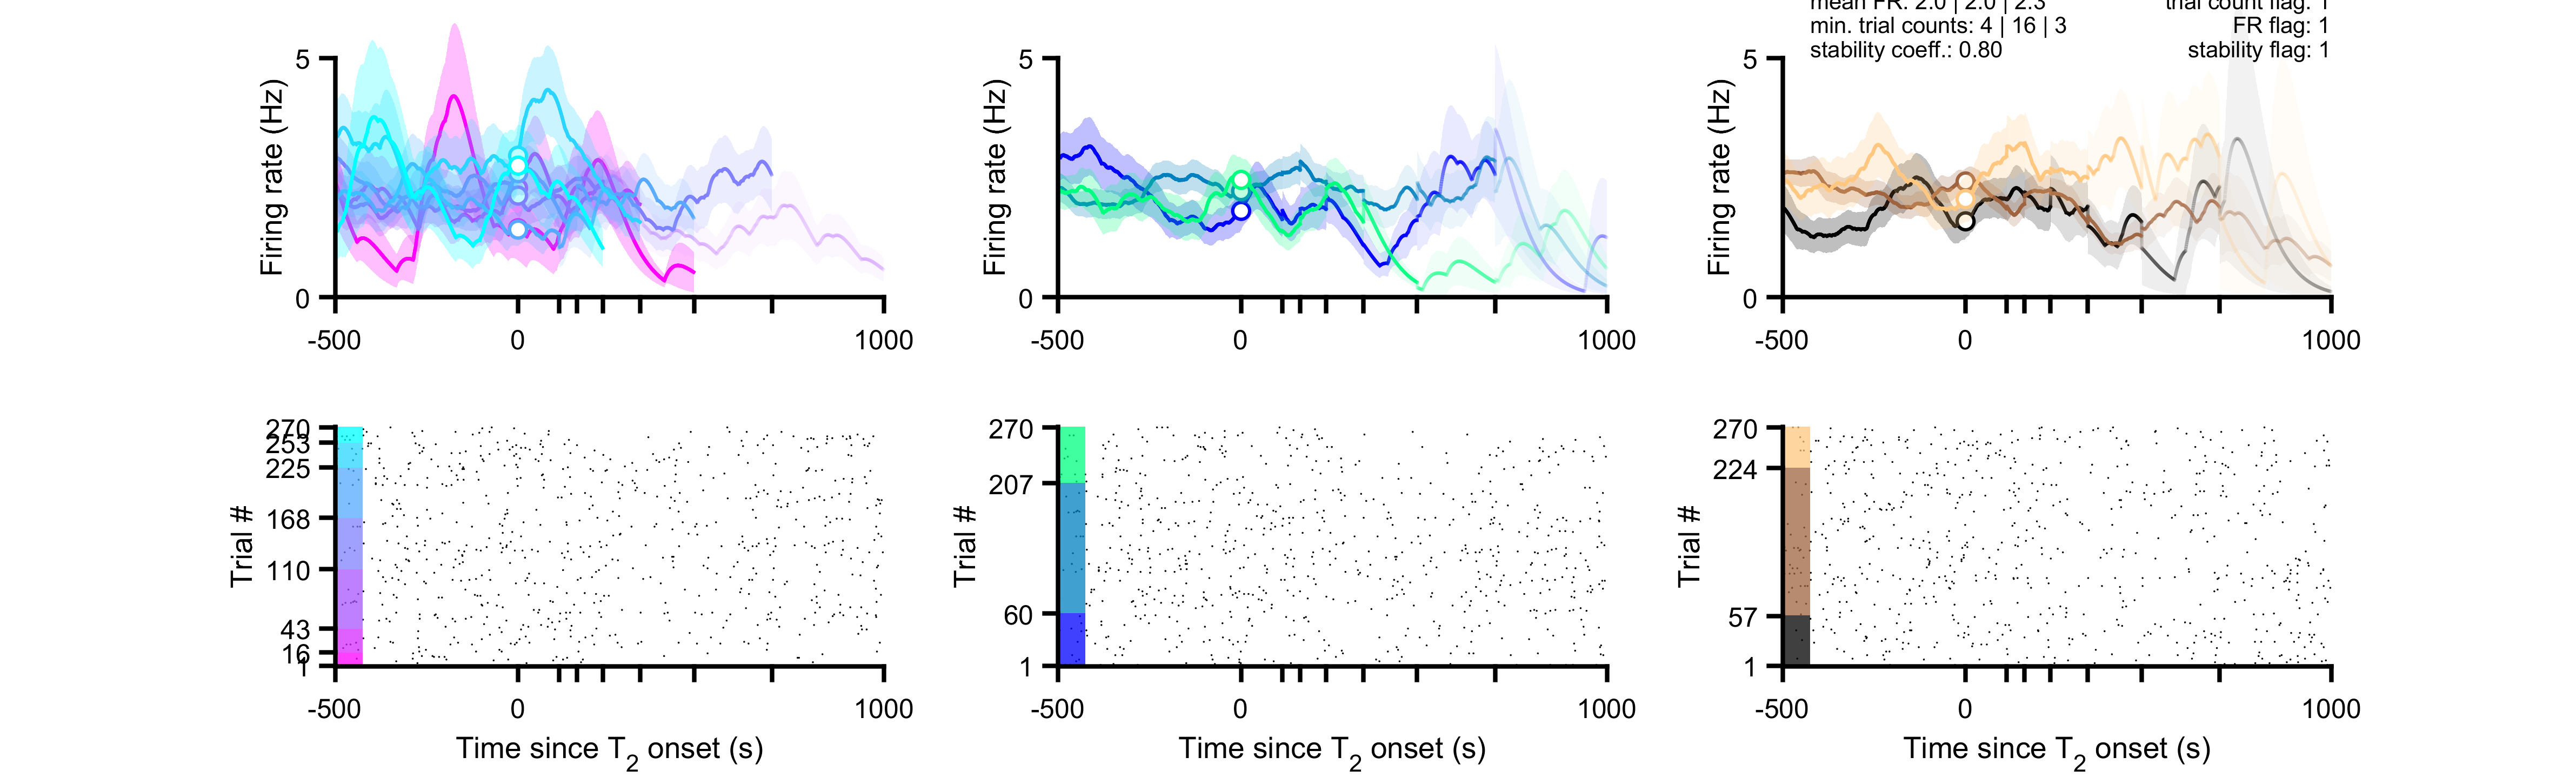 mean FR: 2.0 | 2.0 | 2.3
trial count flag: 1
min. trial counts: 4 | 16 | 3
FR flag: 1
stability coeff.: 0.80
stability flag: 1
Firing rate (Hz)
5
0
-500
0
1000
Firing rate (Hz)
5
0
-500
0
1000
Firing rate (Hz)
5
0
-500
0
1000
Trial #
270
253
225
168
110
43
16
1
-500
0
1000
Time since T2 onset (s)
Trial #
270
207
60
1
-500
0
1000
Time since T2 onset (s)
Trial #
270
224
57
1
-500
0
1000
Time since T2 onset (s)